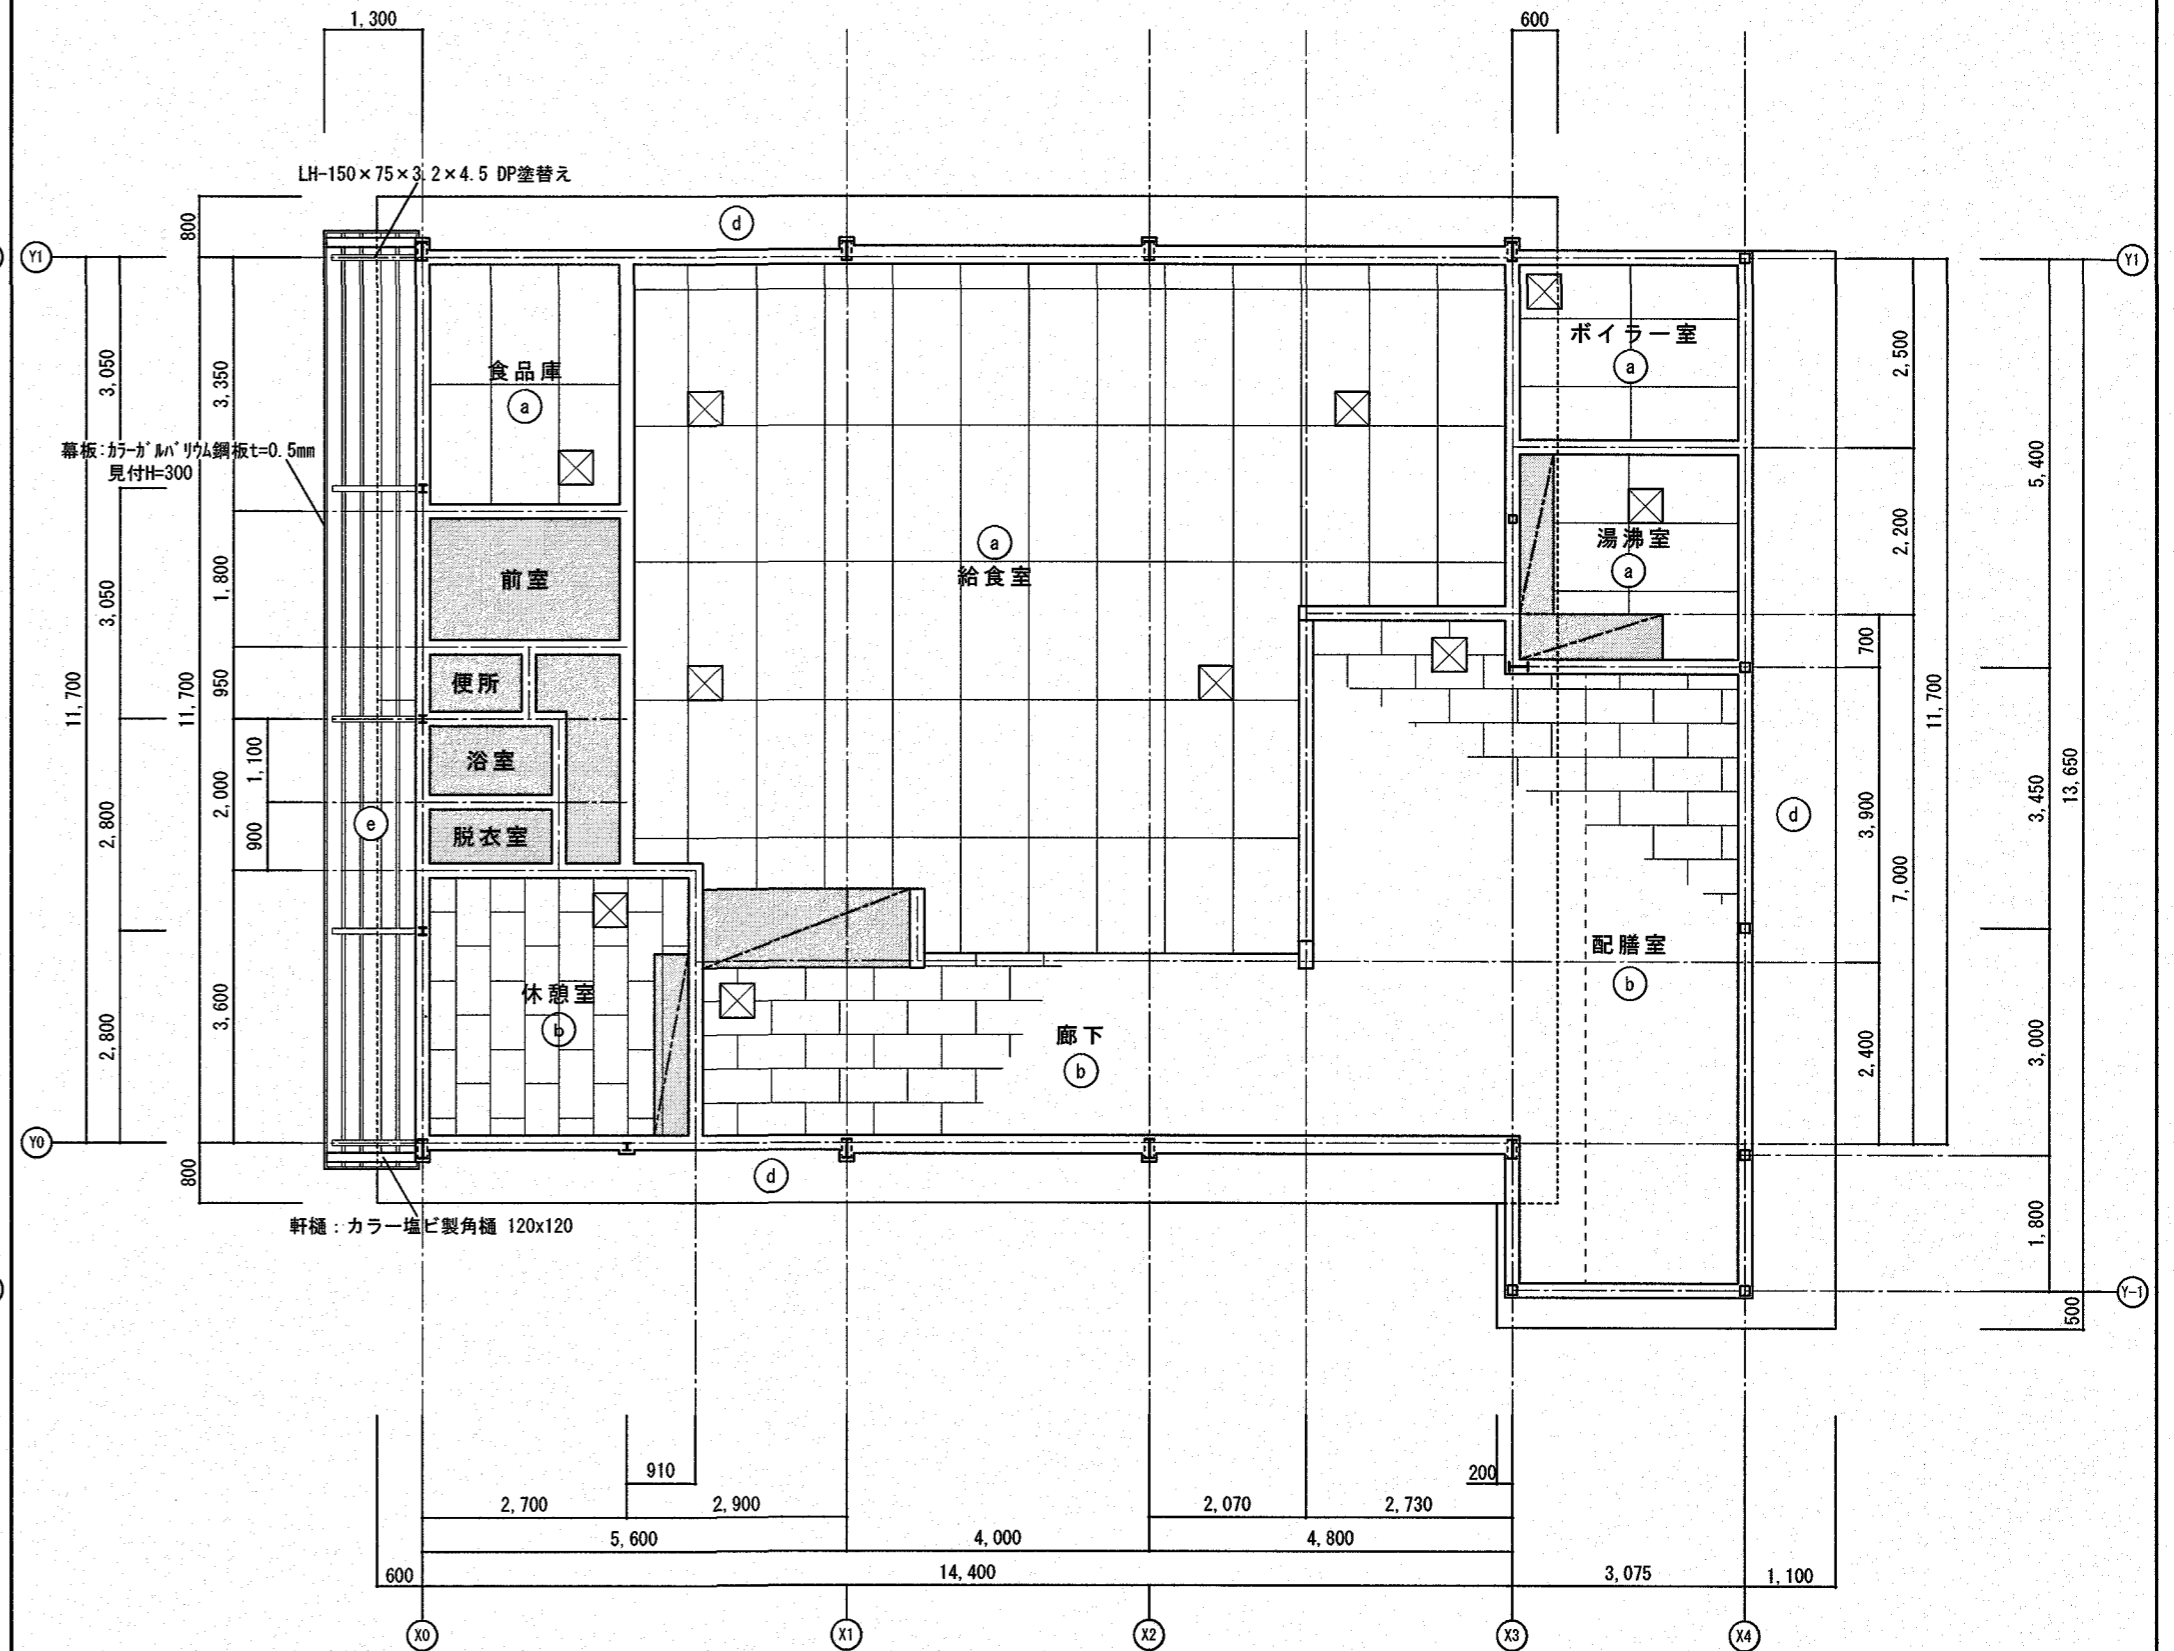 1,300
600
LH-150×75×3.2×4.5 DP塗替え
800
d
Y1
Y1
食品庫
a
ボイラー室
a
2,500
3,050
3,350
幕板:ｶﾗｰｶﾞﾙﾊﾞﾘｳﾑ鋼板t=0.5mm
見付H=300
5,400
湯沸室
a
2,200
a
給食室
前室
1,800
3,050
700
便所
950
11,700
11,700
11,700
浴室
1,100
2,000
13,650
脱衣室
900
2,800
e
d
3,900
3,450
7,000
配膳室
b
休憩室
b
3,600
2,800
廊下
b
2,400
3,000
Y0
800
d
軒樋：カラー塩ビ製角樋 120x120
1,800
Y-1
500
910
200
2,700
2,900
2,070
2,730
5,600
4,000
4,800
600
14,400
3,075
1,100
X0
X1
X2
X3
X4